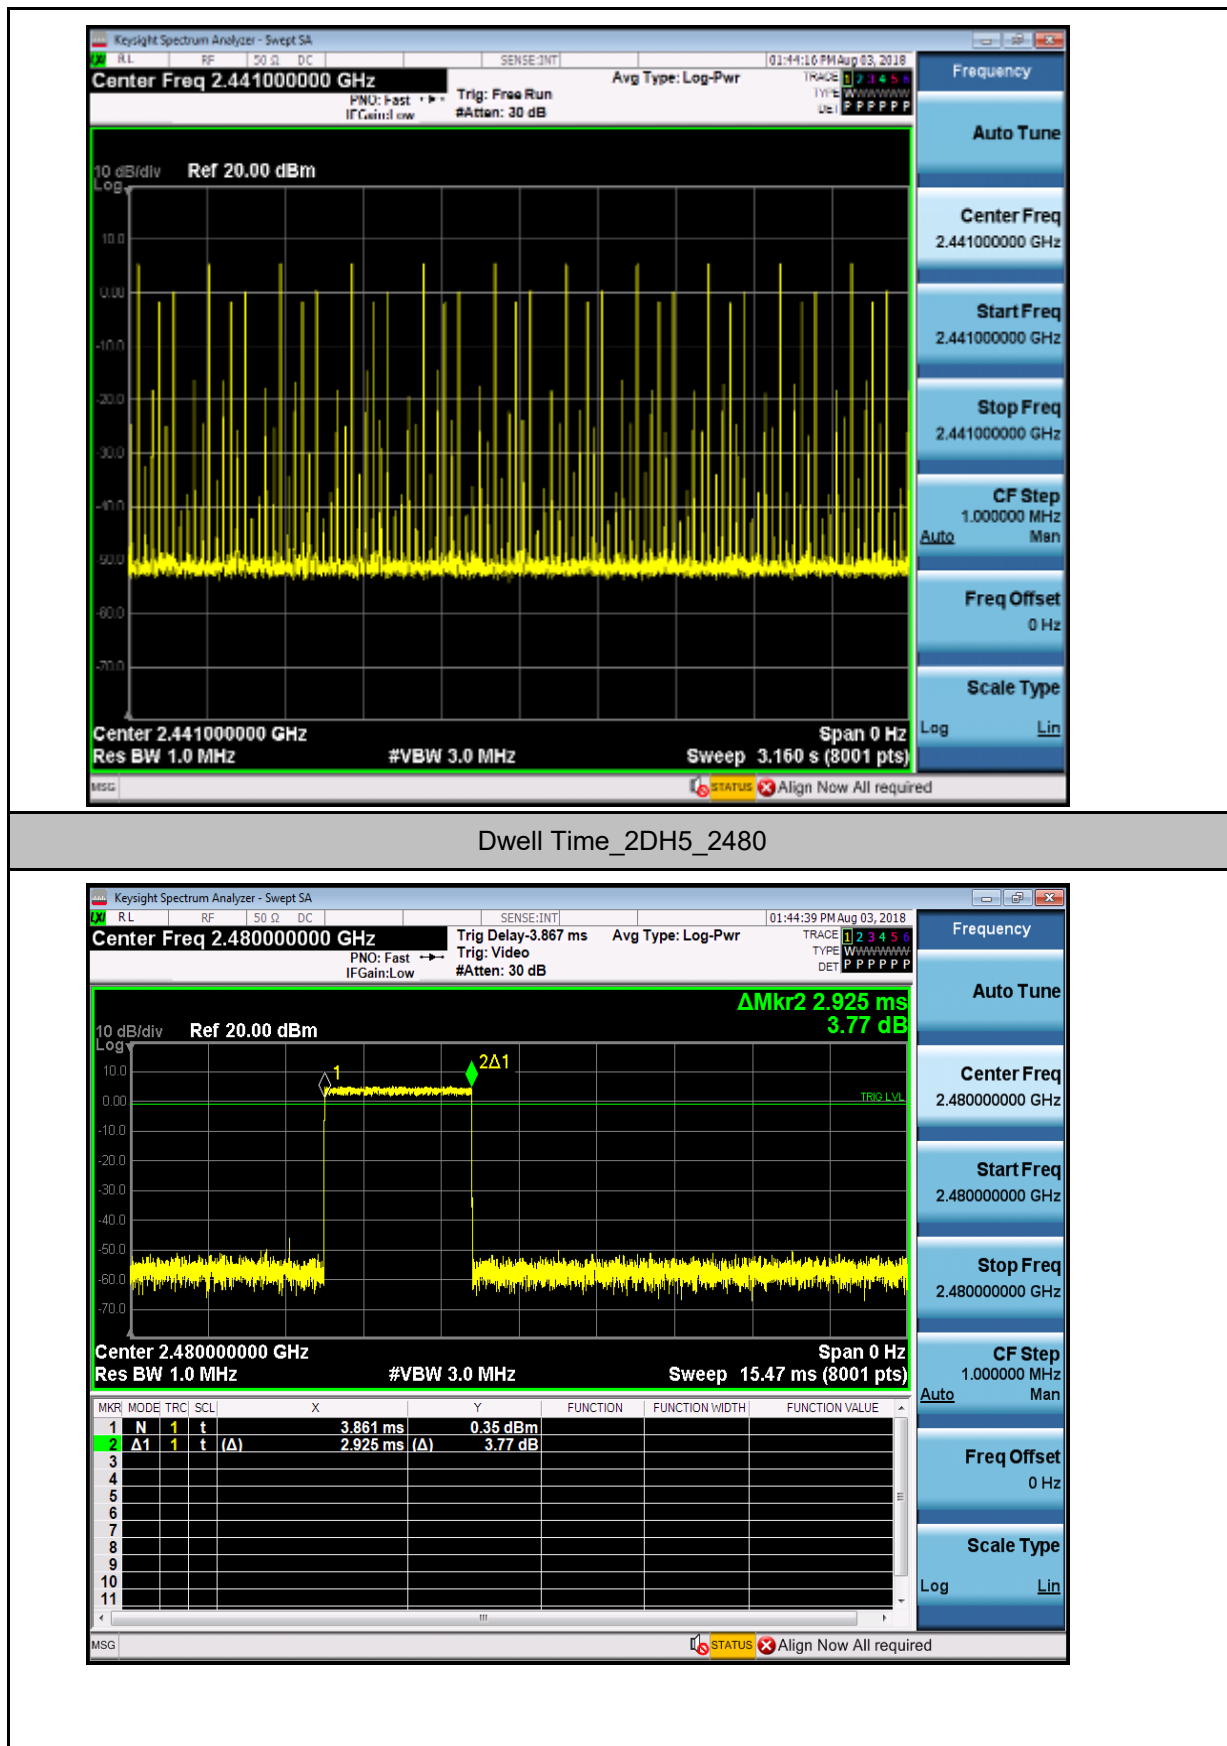 Keysight Spectrum Analyzer - Swept SA
RL RF 50 Ω DC SENSE:INT 01:44:16 PM Aug 03, 2018
Center Freq 2.441000000 GHz Avg Type: Log-Pwr TRACE 1 2 3 4 5 6
PNO: Fast Trig: Free Run TYPE WWWWWW
IFGain:Low #Atten: 30 dB DET P P P P P P
Frequency
Auto Tune
10 dB/div Ref 20.00 dBm
Log
10.0
0.00
-10.0
-20.0
-30.0
-40.0
-50.0
-60.0
-70.0
Center Freq
2.441000000 GHz
Start Freq
2.441000000 GHz
Stop Freq
2.441000000 GHz
CF Step
1.000000 MHz
Auto Man
Freq Offset
0 Hz
Scale Type
Log Lin
Center 2.441000000 GHz Span 0 Hz
Res BW 1.0 MHz #VBW 3.0 MHz Sweep 3.160 s (8001 pts)
MSG STATUS Align Now All required
Dwell Time_2DH5_2480
Keysight Spectrum Analyzer - Swept SA
LXI RL RF 50 Ω DC SENSE:INT 01:44:39 PM Aug 03, 2018
Center Freq 2.480000000 GHz Trig Delay-3.867 ms Avg Type: Log-Pwr TRACE 1 2 3 4 5 6
PNO: Fast Trig: Video TYPE WWWWWW
IFGain:Low #Atten: 30 dB DET P P P P P P
Frequency
Auto Tune
ΔMkr2 2.925 ms
3.77 dB
10 dB/div Ref 20.00 dBm
Log
1
2Δ1
TRIG LVL
10.0
0.00
-10.0
-20.0
-30.0
-40.0
-50.0
-60.0
-70.0
Center Freq
2.480000000 GHz
Start Freq
2.480000000 GHz
Stop Freq
2.480000000 GHz
CF Step
1.000000 MHz
Auto Man
Freq Offset
0 Hz
Scale Type
Log Lin
Center 2.480000000 GHz Span 0 Hz
Res BW 1.0 MHz #VBW 3.0 MHz Sweep 15.47 ms (8001 pts)
MKR MODE TRC SCL X Y FUNCTION FUNCTION WIDTH FUNCTION VALUE
1 N 1 t 3.861 ms 0.35 dBm
2 Δ1 1 t (Δ) 2.925 ms (Δ) 3.77 dB
3
4
5
6
7
8
9
10
11
MSG STATUS Align Now All required